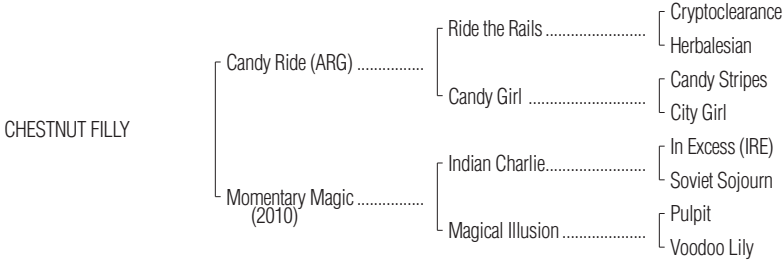 Cryptoclearance
Ride the Rails ........................
Herbalesian
Candy Ride (ARG) ................
Candy Stripes
Candy Girl ............................
City Girl
CHESTNUT FILLY
In Excess (IRE)
Indian Charlie........................
Soviet Sojourn
Momentary Magic ................
(2010)
Pulpit
Magical Illusion ....................
Voodoo Lily